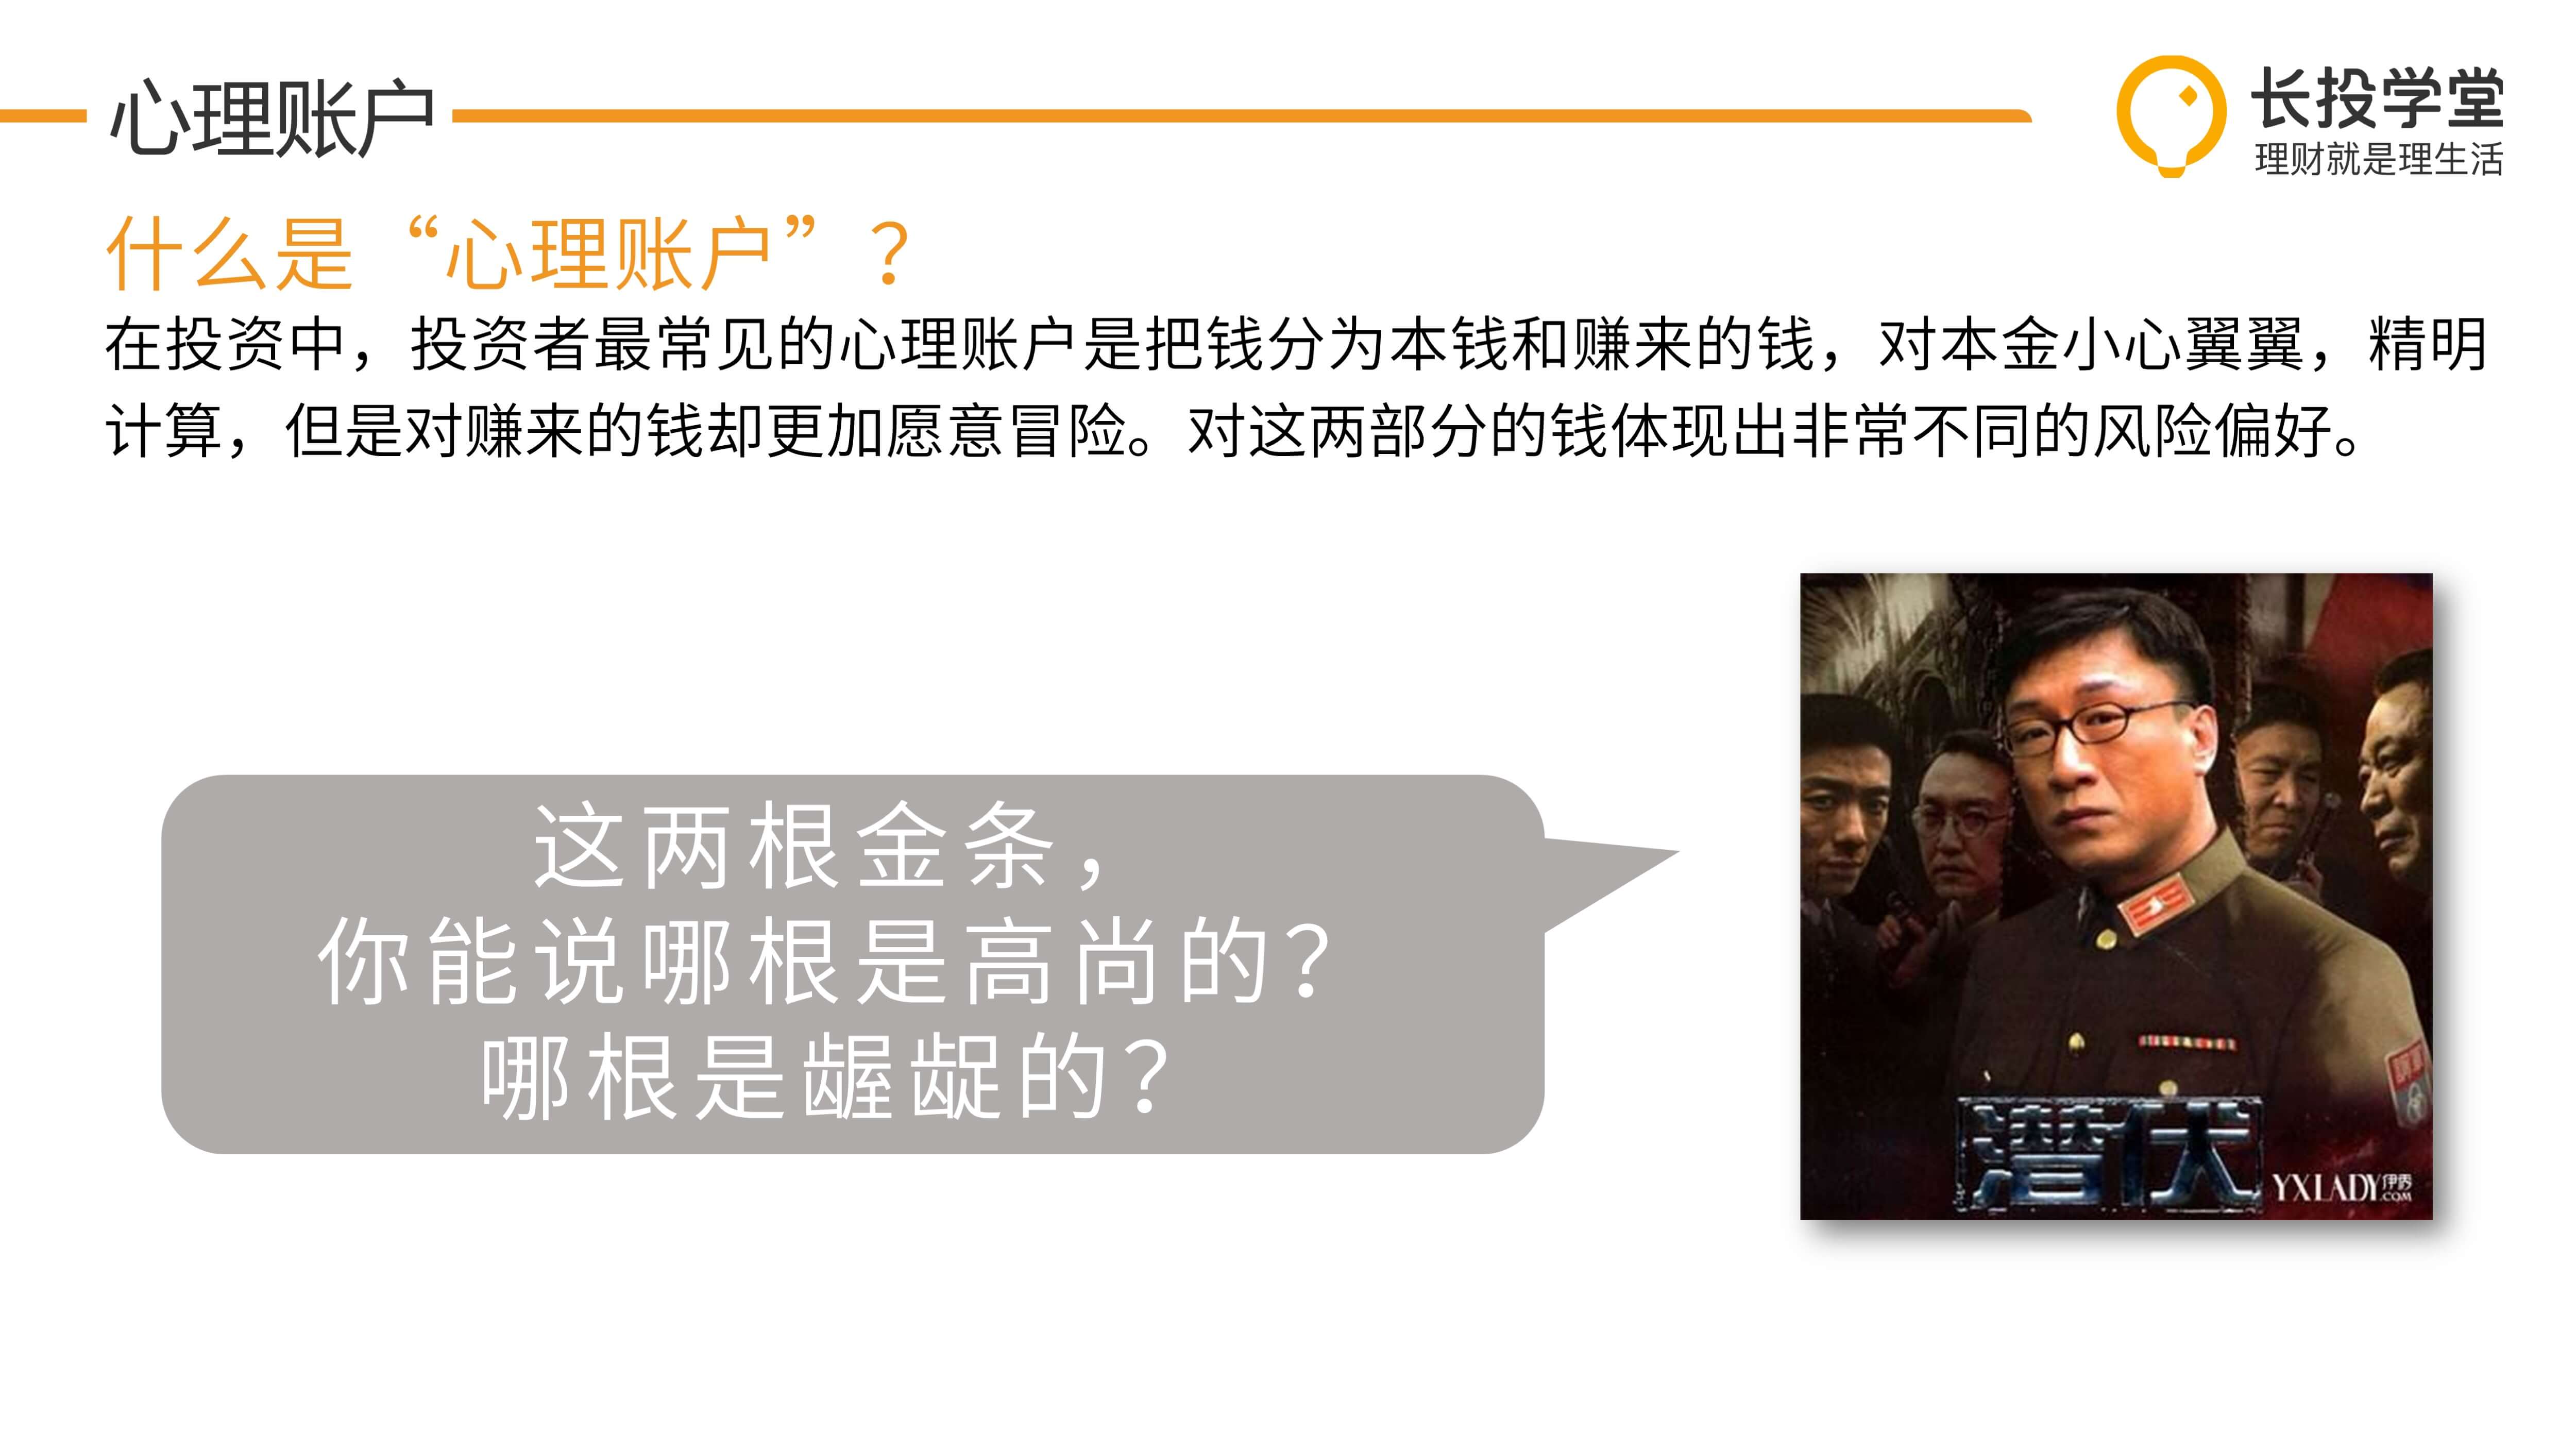 心理账户
长投学堂
理财就是理生活
什么是“心理账户”？
在投资中，投资者最常见的心理账户是把钱分为本钱和赚来的钱，对本金小心翼翼，精明
计算，但是对赚来的钱却更加愿意冒险。对这两部分的钱体现出非常不同的风险偏好。
这两根金条，
你能说哪根是高尚的？
哪根是龌龊的？
潜伏
YXLADY伊秀
.COM